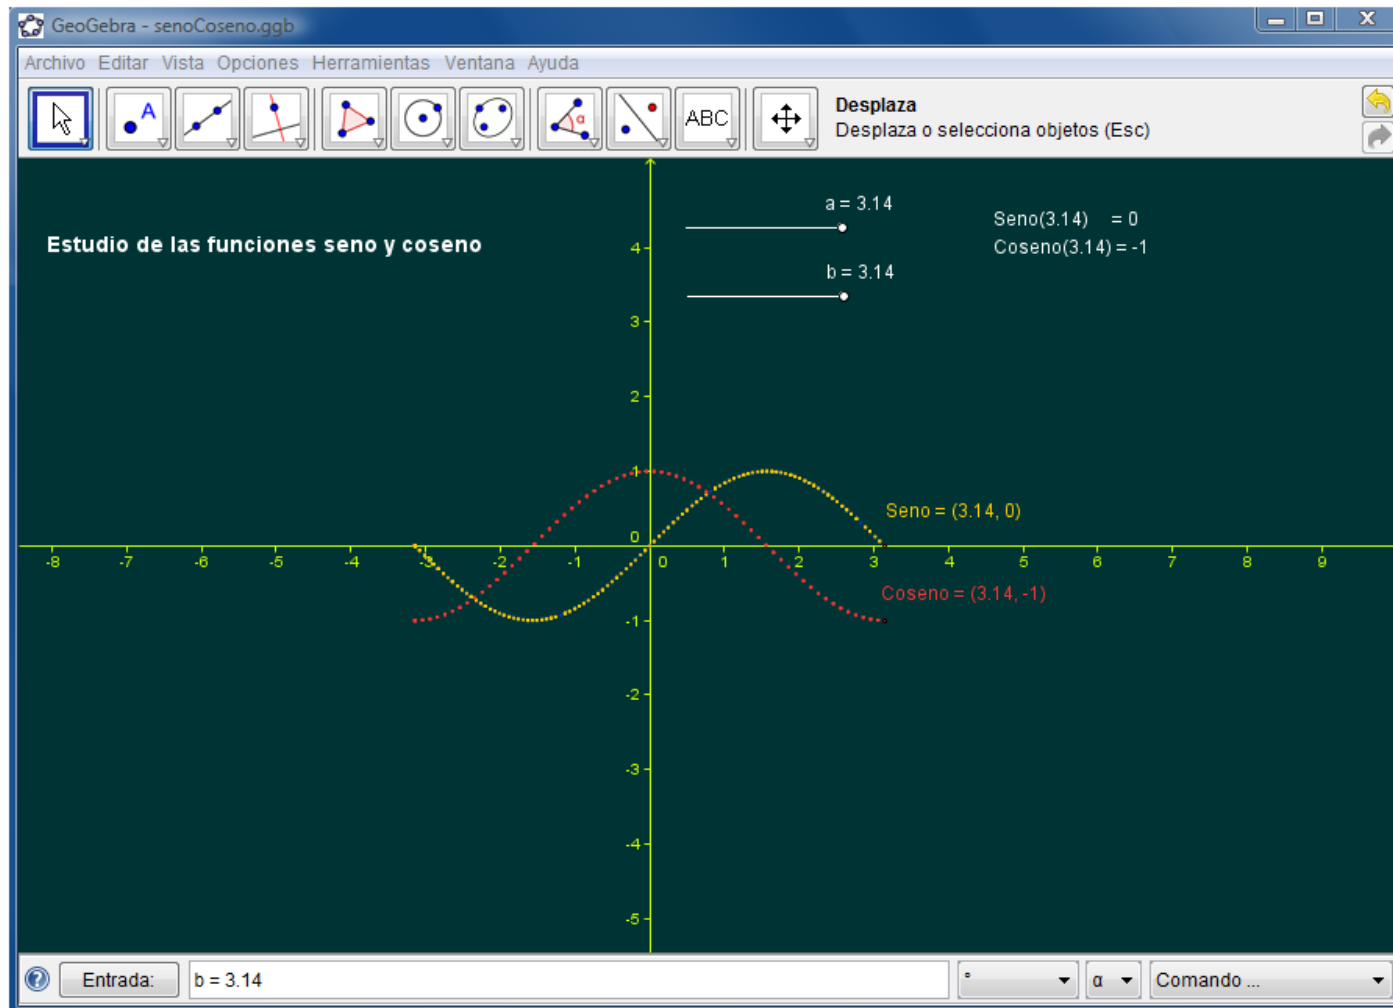 GeoGebra - senoCoseno.ggb
Archivo Editar Vista Opciones Herramientas Ventana Ayuda
A
α
ABC
Desplaza
Desplaza o selecciona objetos (Esc)
Estudio de las funciones seno y coseno
a = 3.14
b = 3.14
Seno(3.14) = 0
Coseno(3.14) = -1
4
3
2
1
0
-8 -7 -6 -5 -4 -3 -2 -1 0 1 2 3 4 5 6 7 8 9
-1
-2
-3
-4
-5
Seno = (3.14, 0)
Coseno = (3.14, -1)
? Entrada: b = 3.14 ° α Comando ...